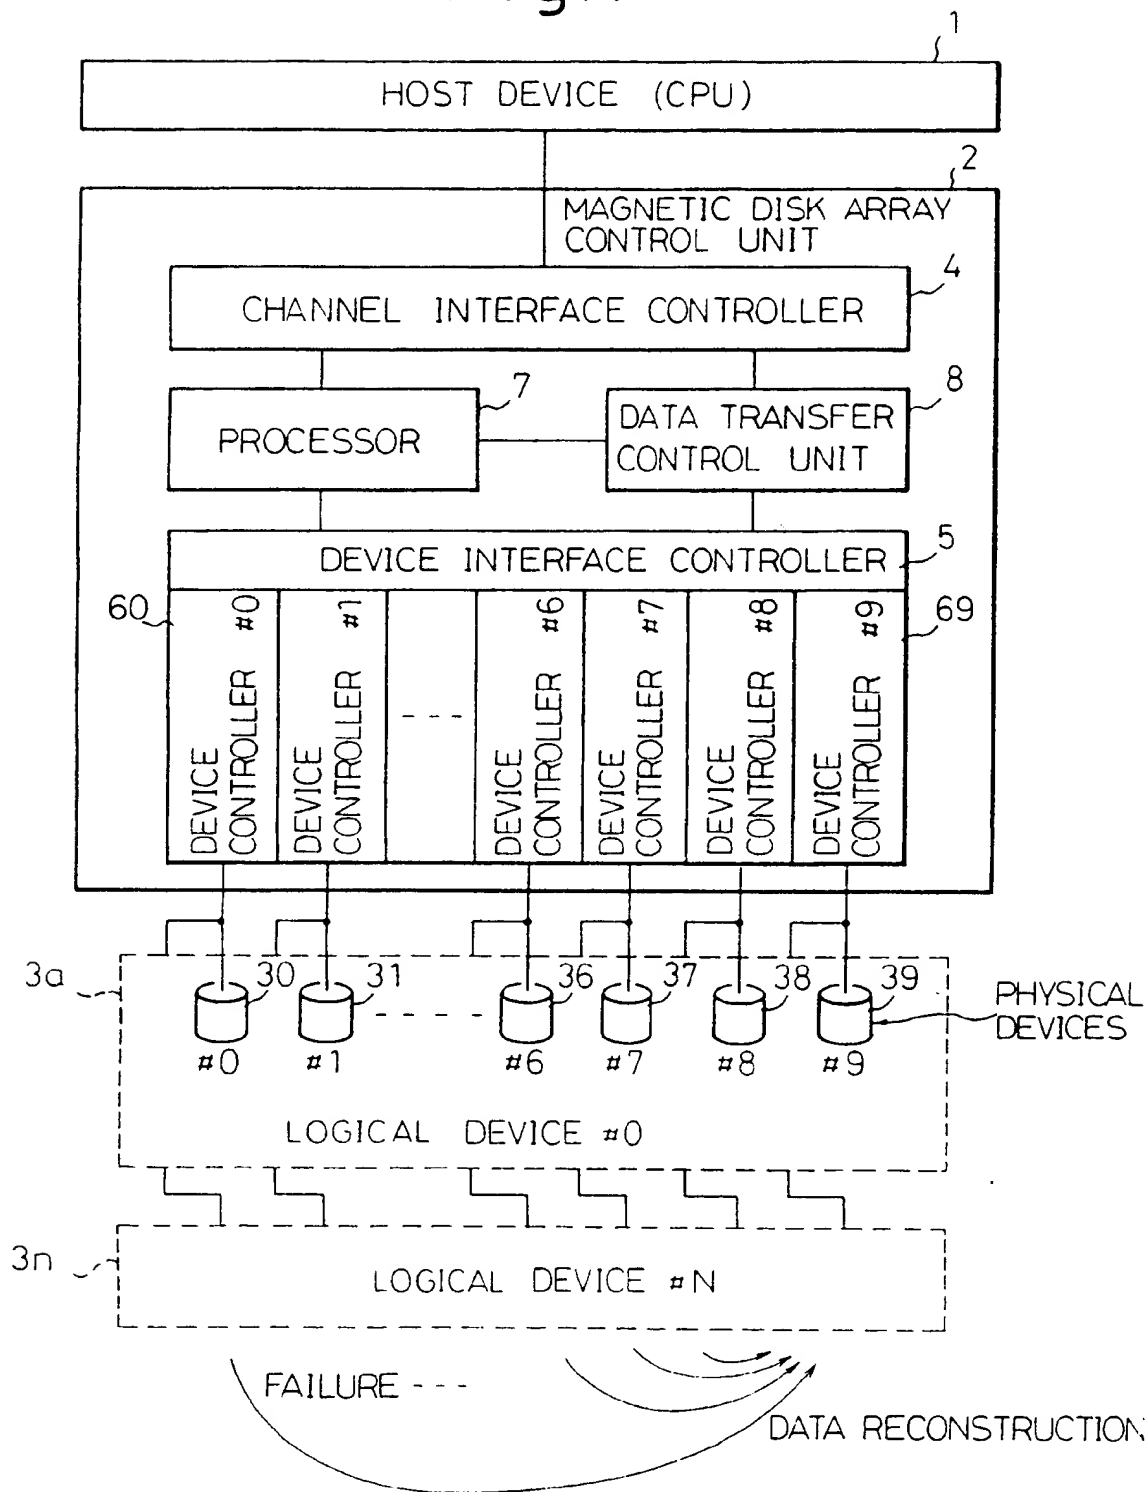 1
HOST DEVICE (CPU)
2
MAGNETIC DISK ARRAY
CONTROL UNIT
4
CHANNEL INTERFACE CONTROLLER
7
8
PROCESSOR
DATA TRANSFER
CONTROL UNIT
5
DEVICE INTERFACE CONTROLLER
60
69
DEVICE
CONTROLLER #0
DEVICE
CONTROLLER #1
DEVICE
CONTROLLER #6
DEVICE
CONTROLLER #7
DEVICE
CONTROLLER #8
DEVICE
CONTROLLER #9
3a
30
31
36
37
38
39
PHYSICAL
DEVICES
#0
#1
#6
#7
#8
#9
LOGICAL DEVICE #0
3n
LOGICAL DEVICE #N
FAILURE ---
DATA RECONSTRUCTION